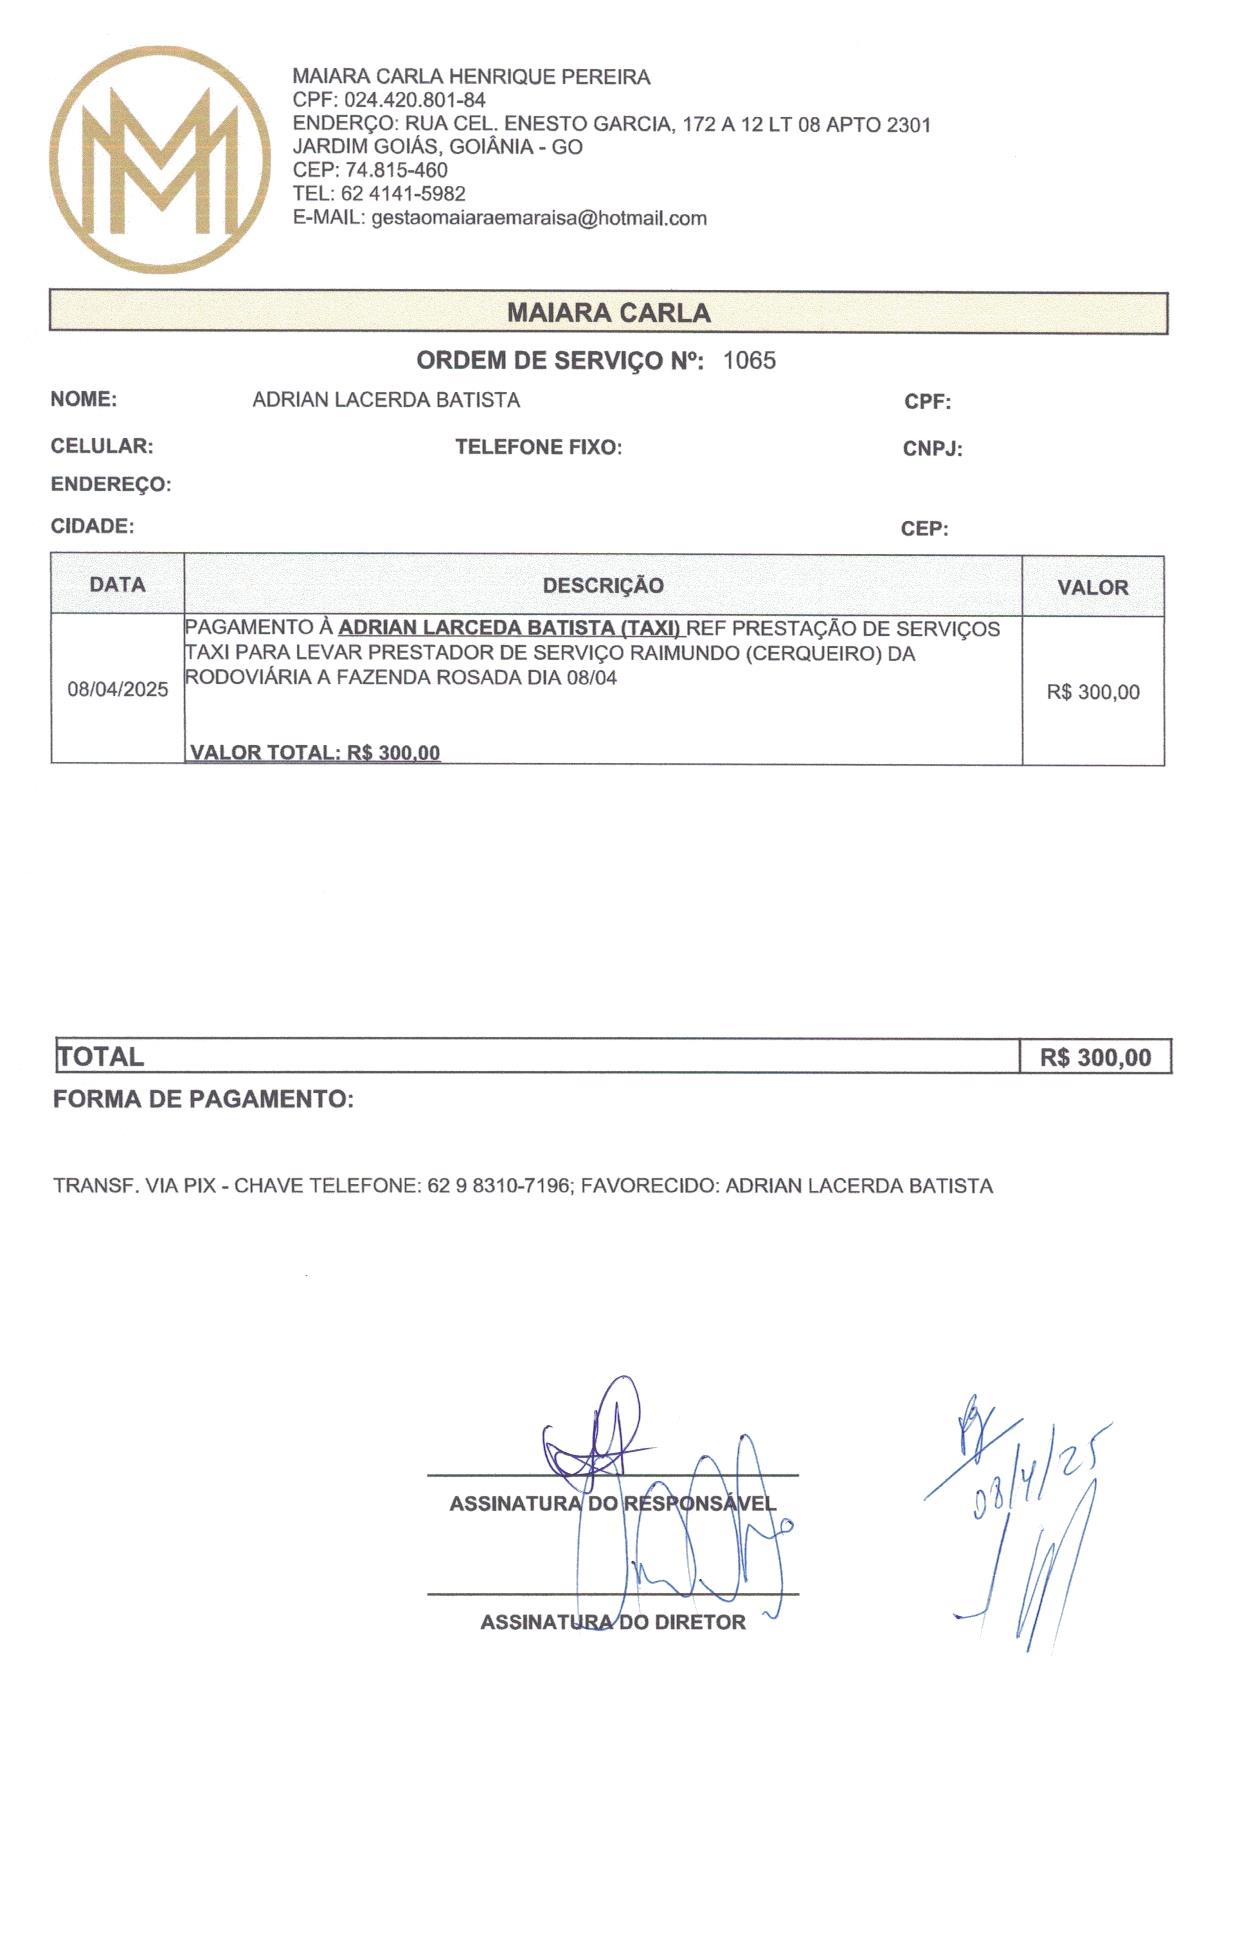 MAIARA CARLA HENRIQUE PEREIRA
CPF: 024.420.801-84
ENDERÇO: RUA CEL. ENESTO GARCIA, 172 A 12 LT 08 APTO 2301
JARDIM GOIÁS, GOIÂNIA - GO
CEP: 74.815-460
TEL: 62 4141-5982
E-MAIL: gestaomaiaraemaraisa@hotmail.com
MAIARA CARLA
ORDEM DE SERVIÇO Nº: 1065
NOME: ADRIAN LACERDA BATISTA CPF:
CELULAR: TELEFONE FIXO: CNPJ:
ENDEREÇO:
CIDADE: CEP:
DATA DESCRIÇÃO VALOR
PAGAMENTO À ADRIAN LARCEDA BATISTA (TAXI) REF PRESTAÇÃO DE SERVIÇOS
TAXI PARA LEVAR PRESTADOR DE SERVIÇO RAIMUNDO (CERQUEIRO) DA
RODOVIÁRIA A FAZENDA ROSADA DIA 08/04
08/04/2025 R$ 300,00
VALOR TOTAL: R$ 300,00
TOTAL R$ 300,00
FORMA DE PAGAMENTO:
TRANSF. VIA PIX - CHAVE TELEFONE: 62 9 8310-7196; FAVORECIDO: ADRIAN LACERDA BATISTA
08/4/25
ASSINATURA DO RESPONSÁVEL
ASSINATURA DO DIRETOR